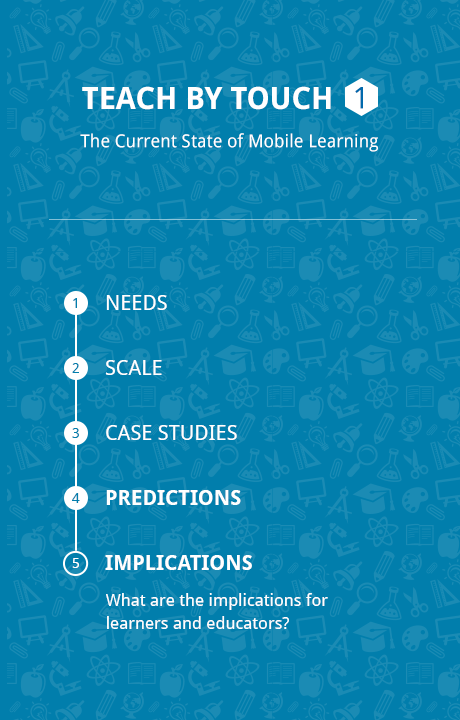 TEACH BY TOUCH 1
The Current State of Mobile Learning
1 NEEDS
2 SCALE
3 CASE STUDIES
4 PREDICTIONS
5 IMPLICATIONS
What are the implications for
learners and educators?